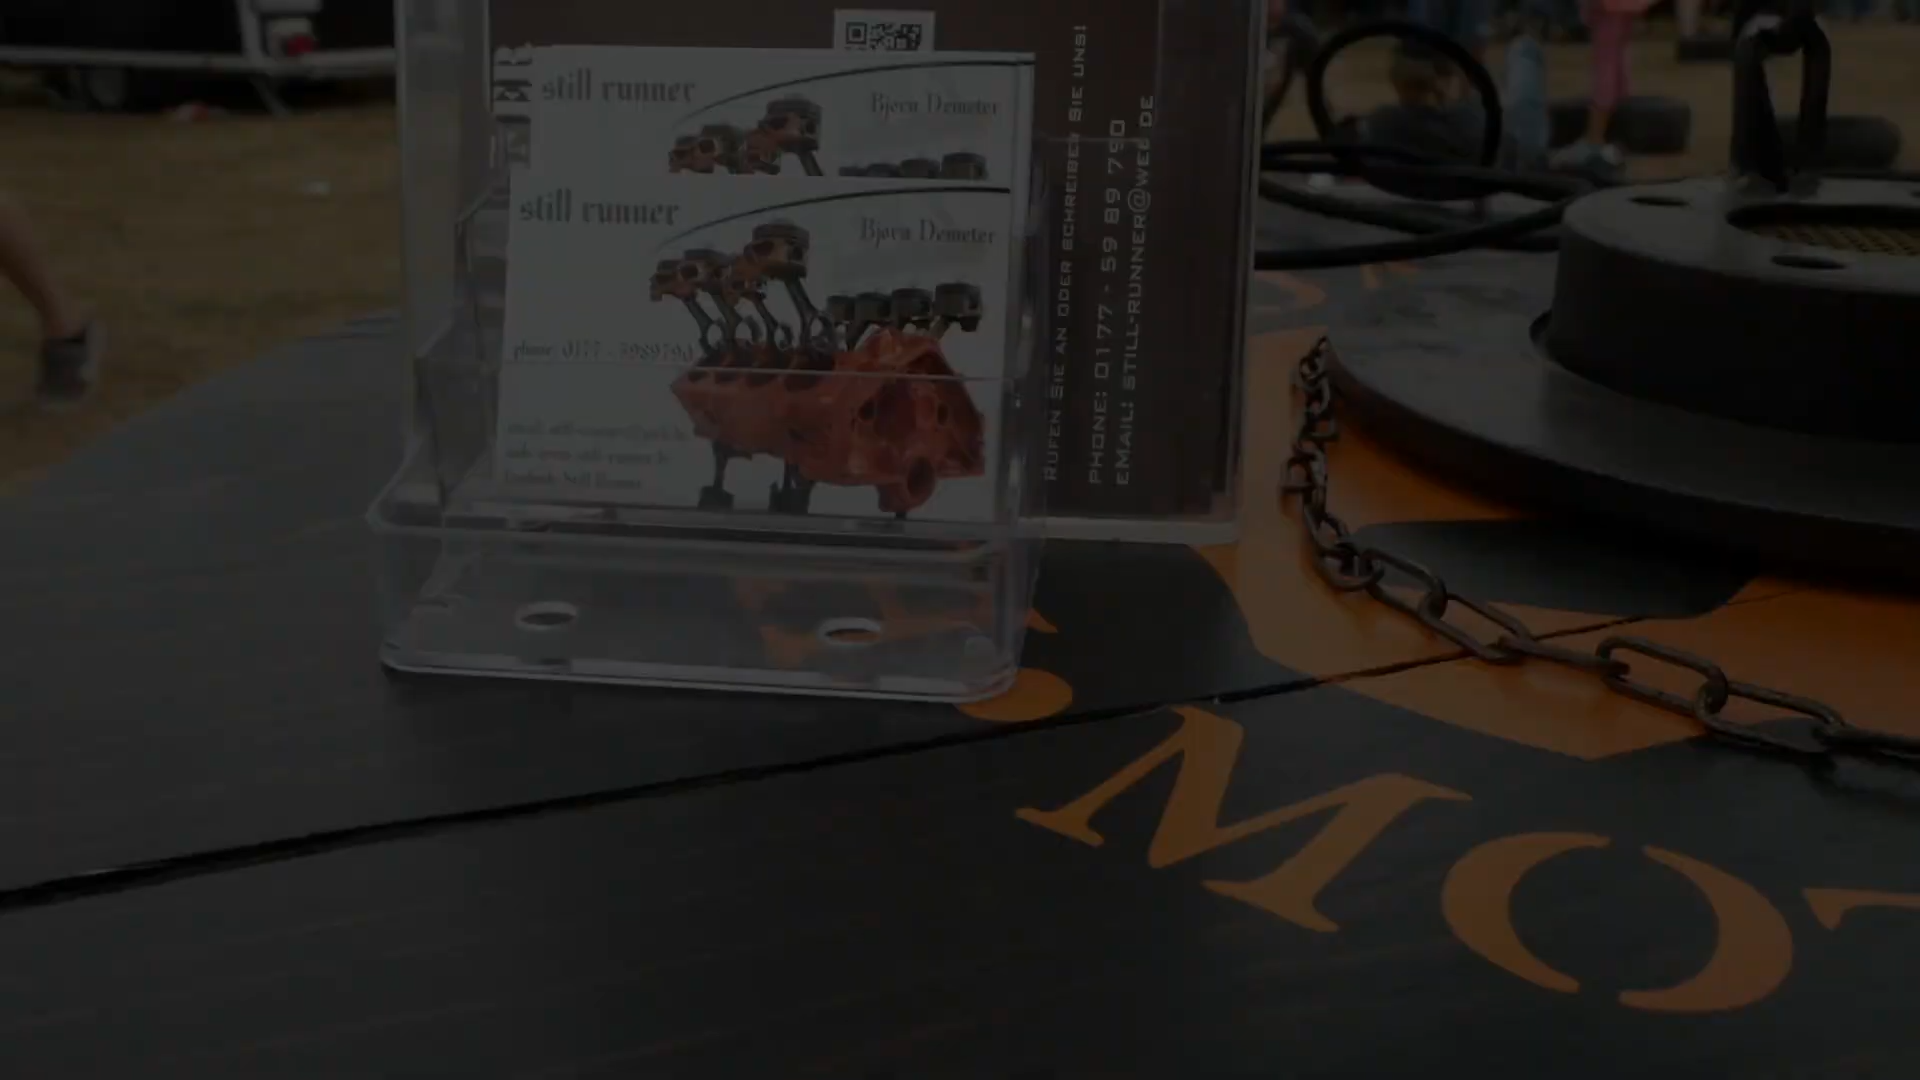 still runner
Bjørn Demeter
still runner
Bjørn Demeter
phone: 0177 - 5989790
RUFEN SIE AN ODER SCHREIBEN SIE UNS!
PHONE: 0177 - 59 89 790
EMAIL: STILL-RUNNER@WEB.DE
MOT